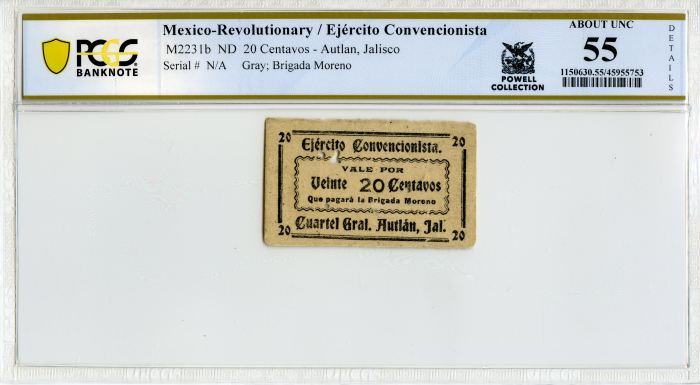 PCGS
BANKNOTE
Mexico-Revolutionary / Ejército Convencionista
M2231b ND 20 Centavos - Autlan, Jalisco
Serial # N/A Gray; Brigada Moreno
POWELL
COLLECTION
ABOUT UNC
55
1150630.55/45955753
DETAILS
20 20
Ejército Convencionista.
VALE POR
Veinte 20 Centavos
Que pagará la Brigada Moreno
Cuartel Gral. Autlán, Jal.
20 20